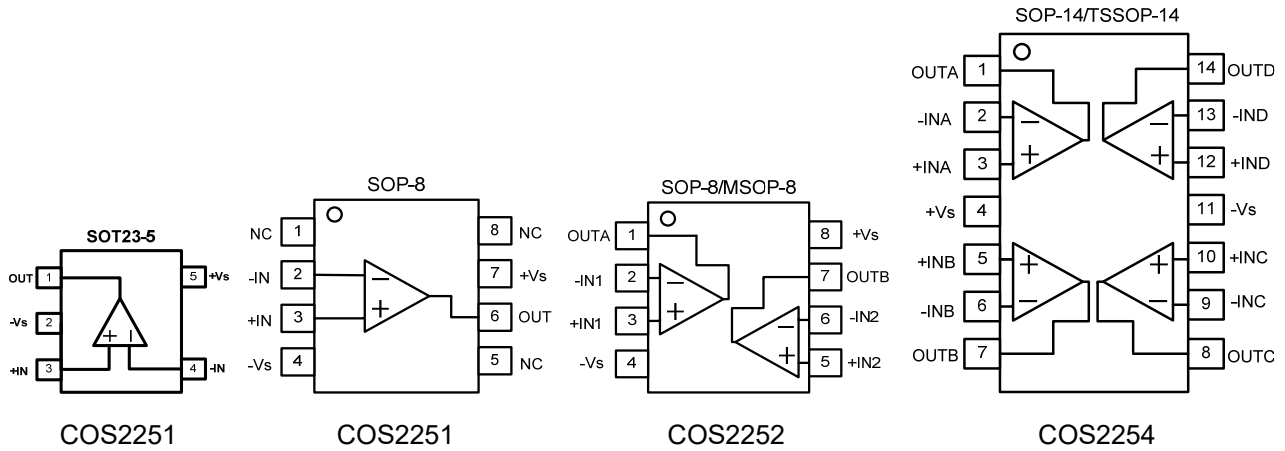 SOT23-5
OUT 1
-Vs 2
+IN 3
5 +Vs
4 -IN
+ −
COS2251
SOP-8
NC 1
-IN 2
+IN 3
-Vs 4
8 NC
7 +Vs
6 OUT
5 NC
−
+
COS2251
SOP-8/MSOP-8
OUTA 1
-IN1 2
+IN1 3
-Vs 4
8 +Vs
7 OUTB
6 -IN2
5 +IN2
−
+
−
+
COS2252
SOP-14/TSSOP-14
OUTA 1
-INA 2
+INA 3
+Vs 4
+INB 5
-INB 6
OUTB 7
14 OUTD
13 -IND
12 +IND
11 -Vs
10 +INC
9 -INC
8 OUTC
−
+
−
+
+
−
+
−
COS2254